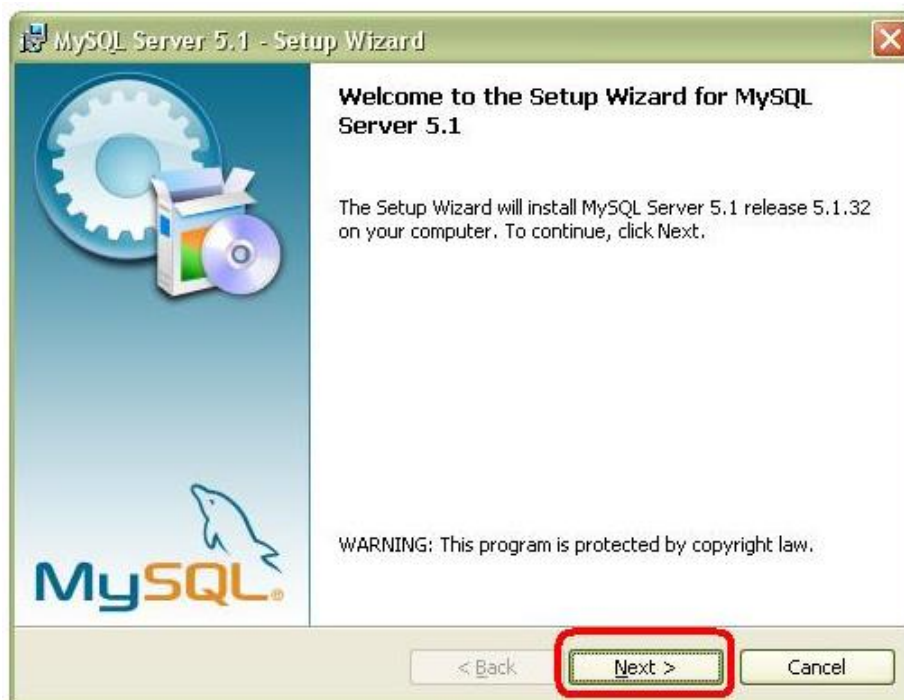 MySQL Server 5.1 - Setup Wizard
Welcome to the Setup Wizard for MySQL
Server 5.1
The Setup Wizard will install MySQL Server 5.1 release 5.1.32
on your computer. To continue, click Next.
WARNING: This program is protected by copyright law.
MySQL®
< Back
Next >
Cancel